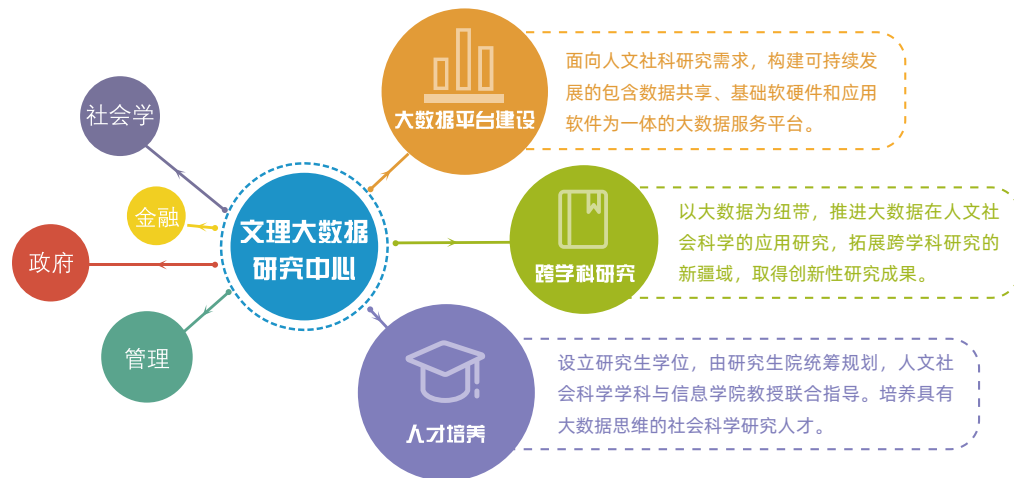 社会学
金融
政府
管理
文理大数据
研究中心
大数据平台建设
面向人文社科研究需求，构建可持续发
展的包含数据共享、基础软硬件和应用
软件为一体的大数据服务平台。
跨学科研究
以大数据为纽带，推进大数据在人文社
会科学的应用研究，拓展跨学科研究的
新疆域，取得创新性研究成果。
人才培养
设立研究生学位，由研究生院统筹规划，人文社
会科学学科与信息学院教授联合指导。培养具有
大数据思维的社会科学研究人才。